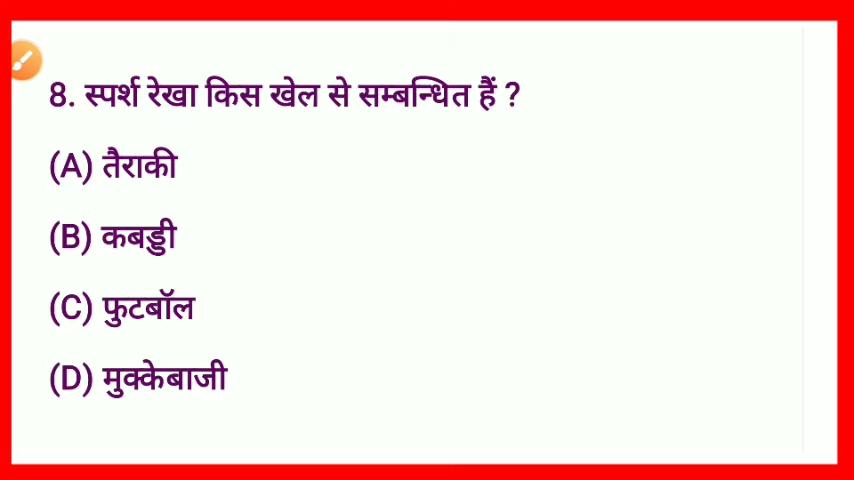 8. स्पर्श रेखा किस खेल से सम्बन्धित हैं ?
(A) तैराकी
(B) कबड्डी
(C) फुटबॉल
(D) मुक्केबाजी